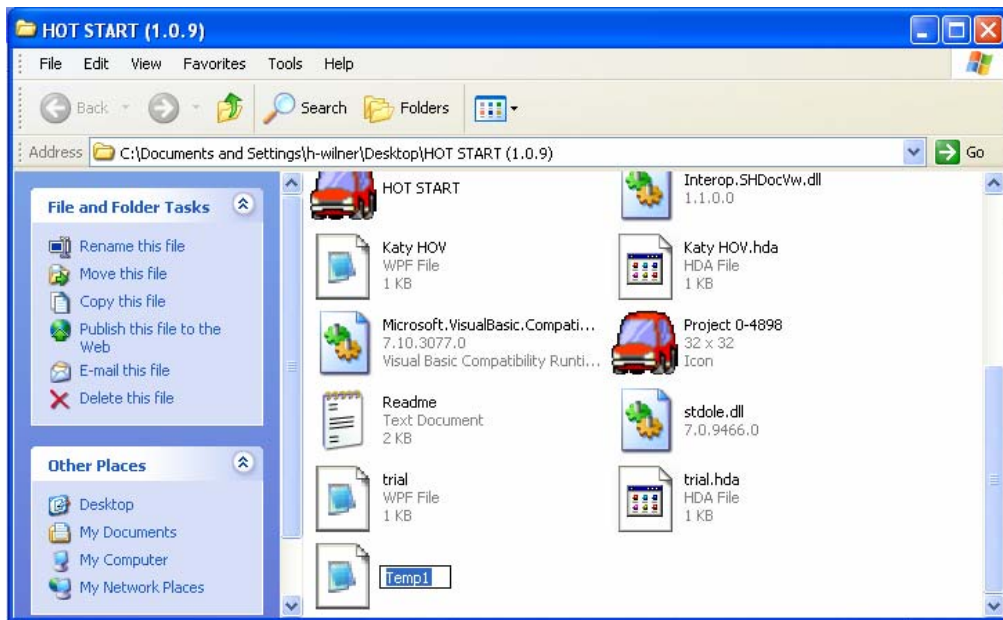 HOT START (1.0.9)
File Edit View Favorites Tools Help
Back Search Folders
Address C:\Documents and Settings\h-wilner\Desktop\HOT START (1.0.9) Go
File and Folder Tasks
Rename this file
Move this file
Copy this file
Publish this file to the
Web
E-mail this file
Delete this file
Other Places
Desktop
My Documents
My Computer
My Network Places
HOT START
Interop.SHDocVw.dll
1.1.0.0
Katy HOV
WPF File
1 KB
Katy HOV.hda
HDA File
1 KB
Microsoft.VisualBasic.Compati...
7.10.3077.0
Visual Basic Compatibility Runti...
Project 0-4898
32 x 32
Icon
Readme
Text Document
2 KB
stdole.dll
7.0.9466.0
trial
WPF File
1 KB
trial.hda
HDA File
1 KB
Temp1